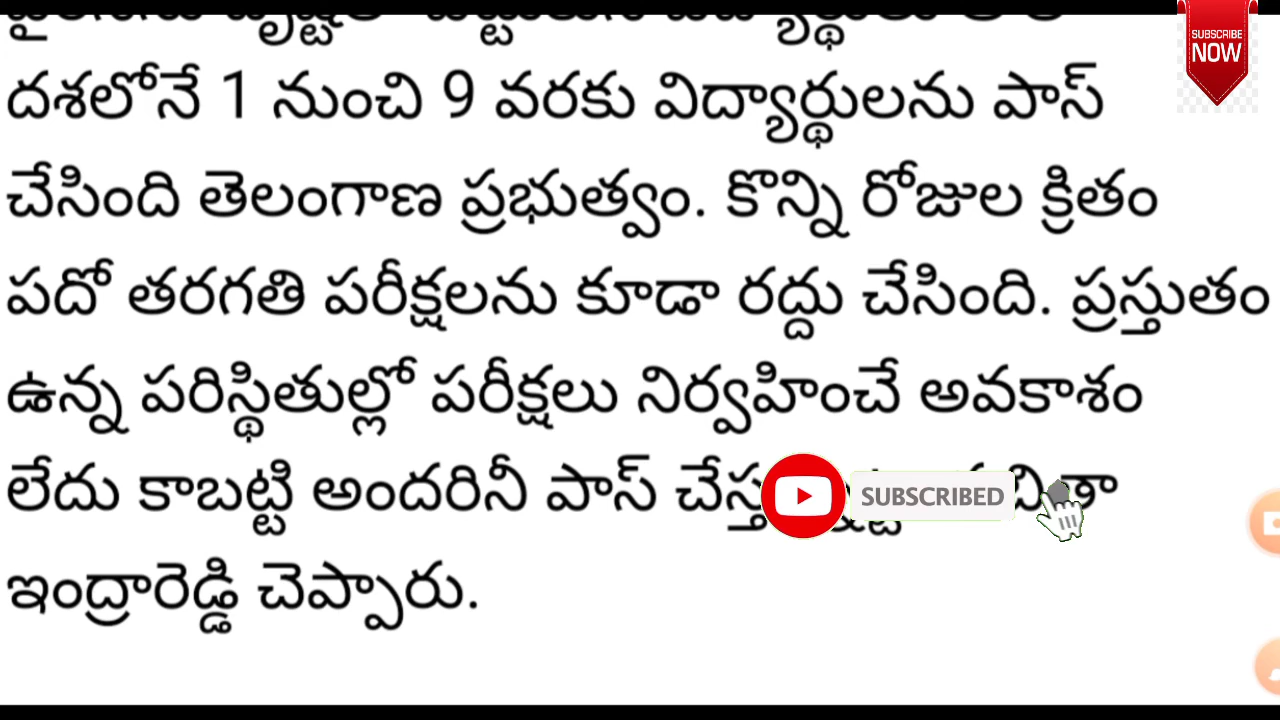 SUBSCRIBE
NOW
దశలోనే 1 నుంచి 9 వరకు విద్యార్థులను పాస్
చేసింది తెలంగాణ ప్రభుత్వం. కొన్ని రోజుల క్రితం
పదో తరగతి పరీక్షలను కూడా రద్దు చేసింది. ప్రస్తుతం
ఉన్న పరిస్థితుల్లో పరీక్షలు నిర్వహించే అవకాశం
లేదు కాబట్టి అందరినీ పాస్
SUBSCRIBED
ఇంద్రారెడ్డి చెప్పారు.